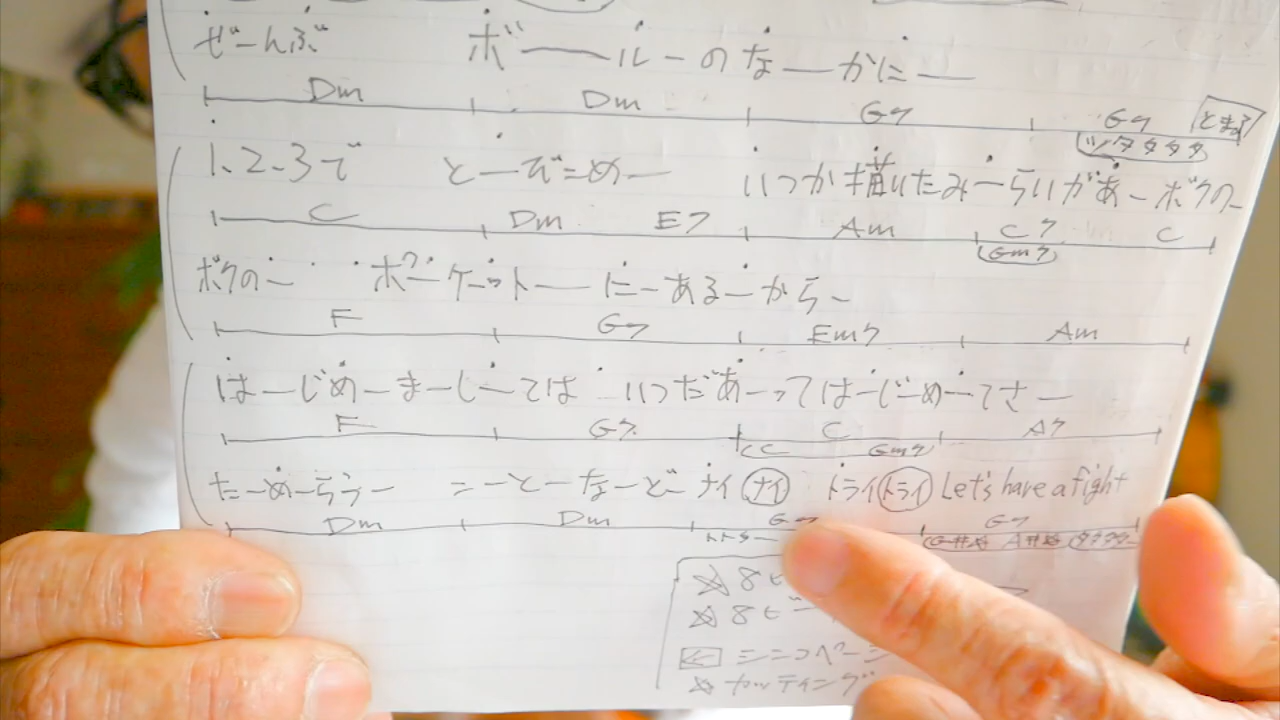 ぜーんぶ ボールーのなーかにー
Dm Dm G7 G7 とまる
ツタタタタ
1、2、3で とーびこめー いつか描いたみーらいがあーボクのー
C Dm E7 Am C7 C
Gm7
ボクのー ポーケットーにーあるーからー
F G7 Em7 Am
はーじめーまーしーては いつだあーってはーじーめーてさー
F G7 C A7
CC Gm7
たーめーらうー こーとーなーどーナイ ナイ トライ トライ Let's have a fight
Dm Dm G7 G7
☆ 8ビ
☆ 8ビー
シンコペーシ
☆ カッティング